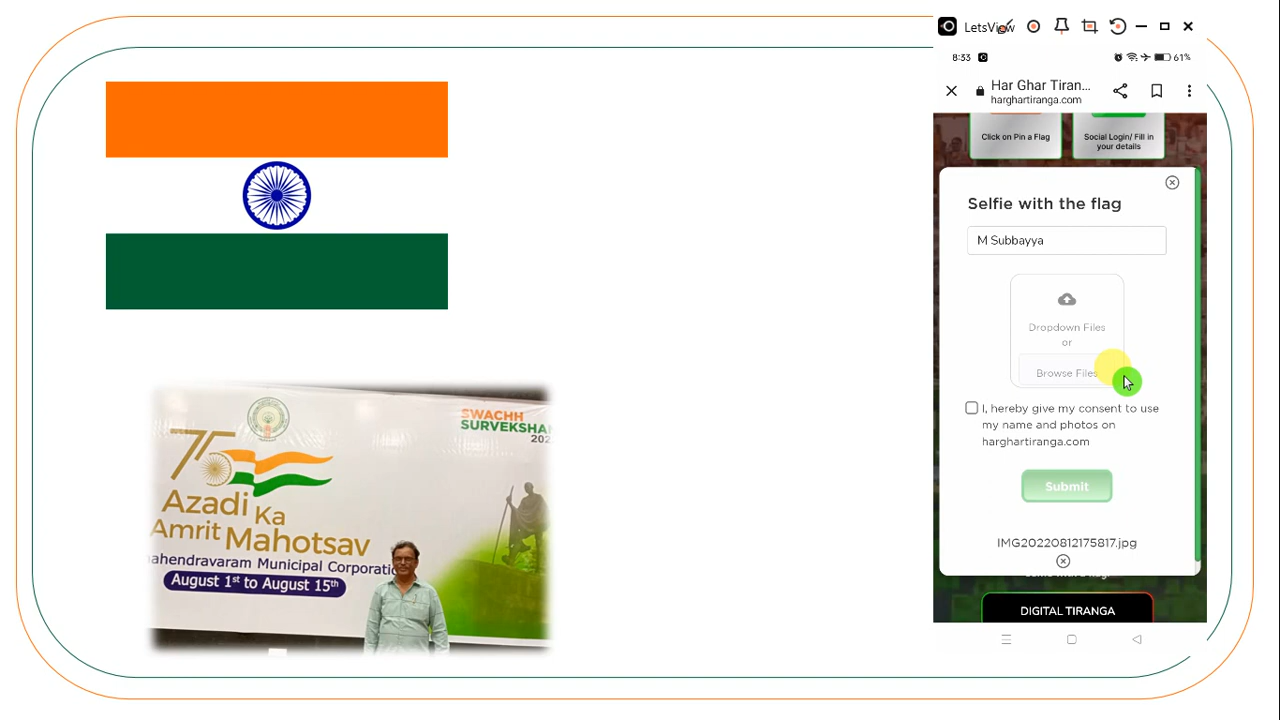 LetsView
8:33
61%
Har Ghar Tiran...
harghartiranga.com
Click on Pin a Flag
Social Login/ Fill in
your details
Selfie with the flag
M Subbayya
Dropdown Files
or
Browse Files
I, hereby give my consent to use
my name and photos on
harghartiranga.com
Submit
IMG20220812175817.jpg
DIGITAL TIRANGA
SWACHH
SURVEKSHA
202
75
Azadi Ka
Amrit Mahotsav
ahendravaram Municipal Corporatio
August 1st to August 15th